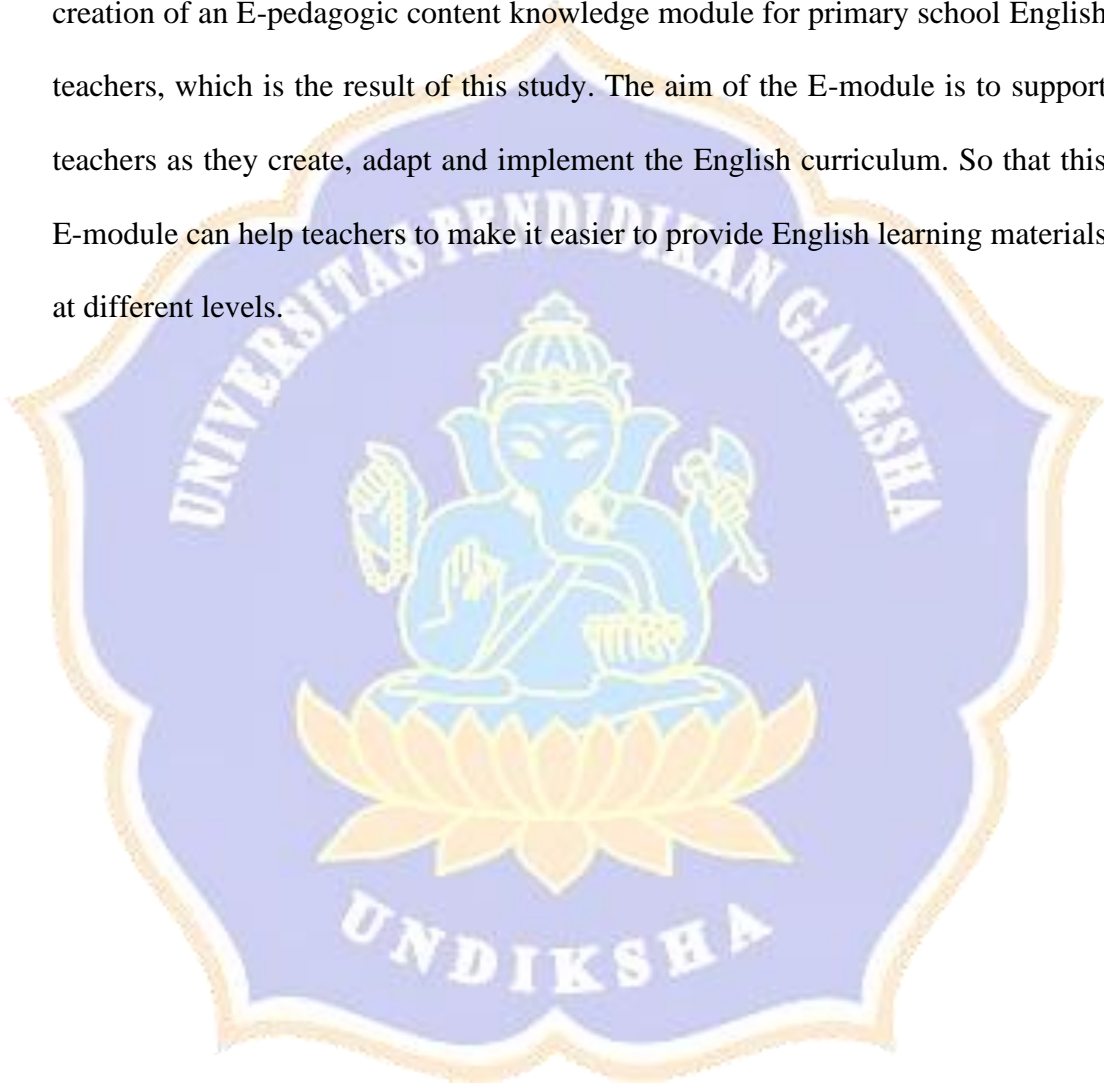 creation of an E-pedagogic content knowledge module for primary school English
teachers, which is the result of this study. The aim of the E-module is to support
teachers as they create, adapt and implement the English curriculum. So that this
E-module can help teachers to make it easier to provide English learning materials
at different levels.
UNIVERSITAS PENDIDIKAN GANESHA
UNDIKSHA